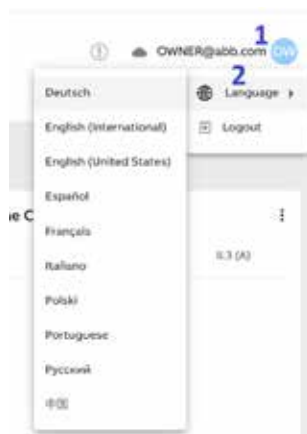 1
OWNER@abb.com OW
2
Language
Logout
Deutsch
English (International)
English (United States)
Español
Français
Italiano
Polski
Portuguese
Русский
中国
e C
IL3 (A)